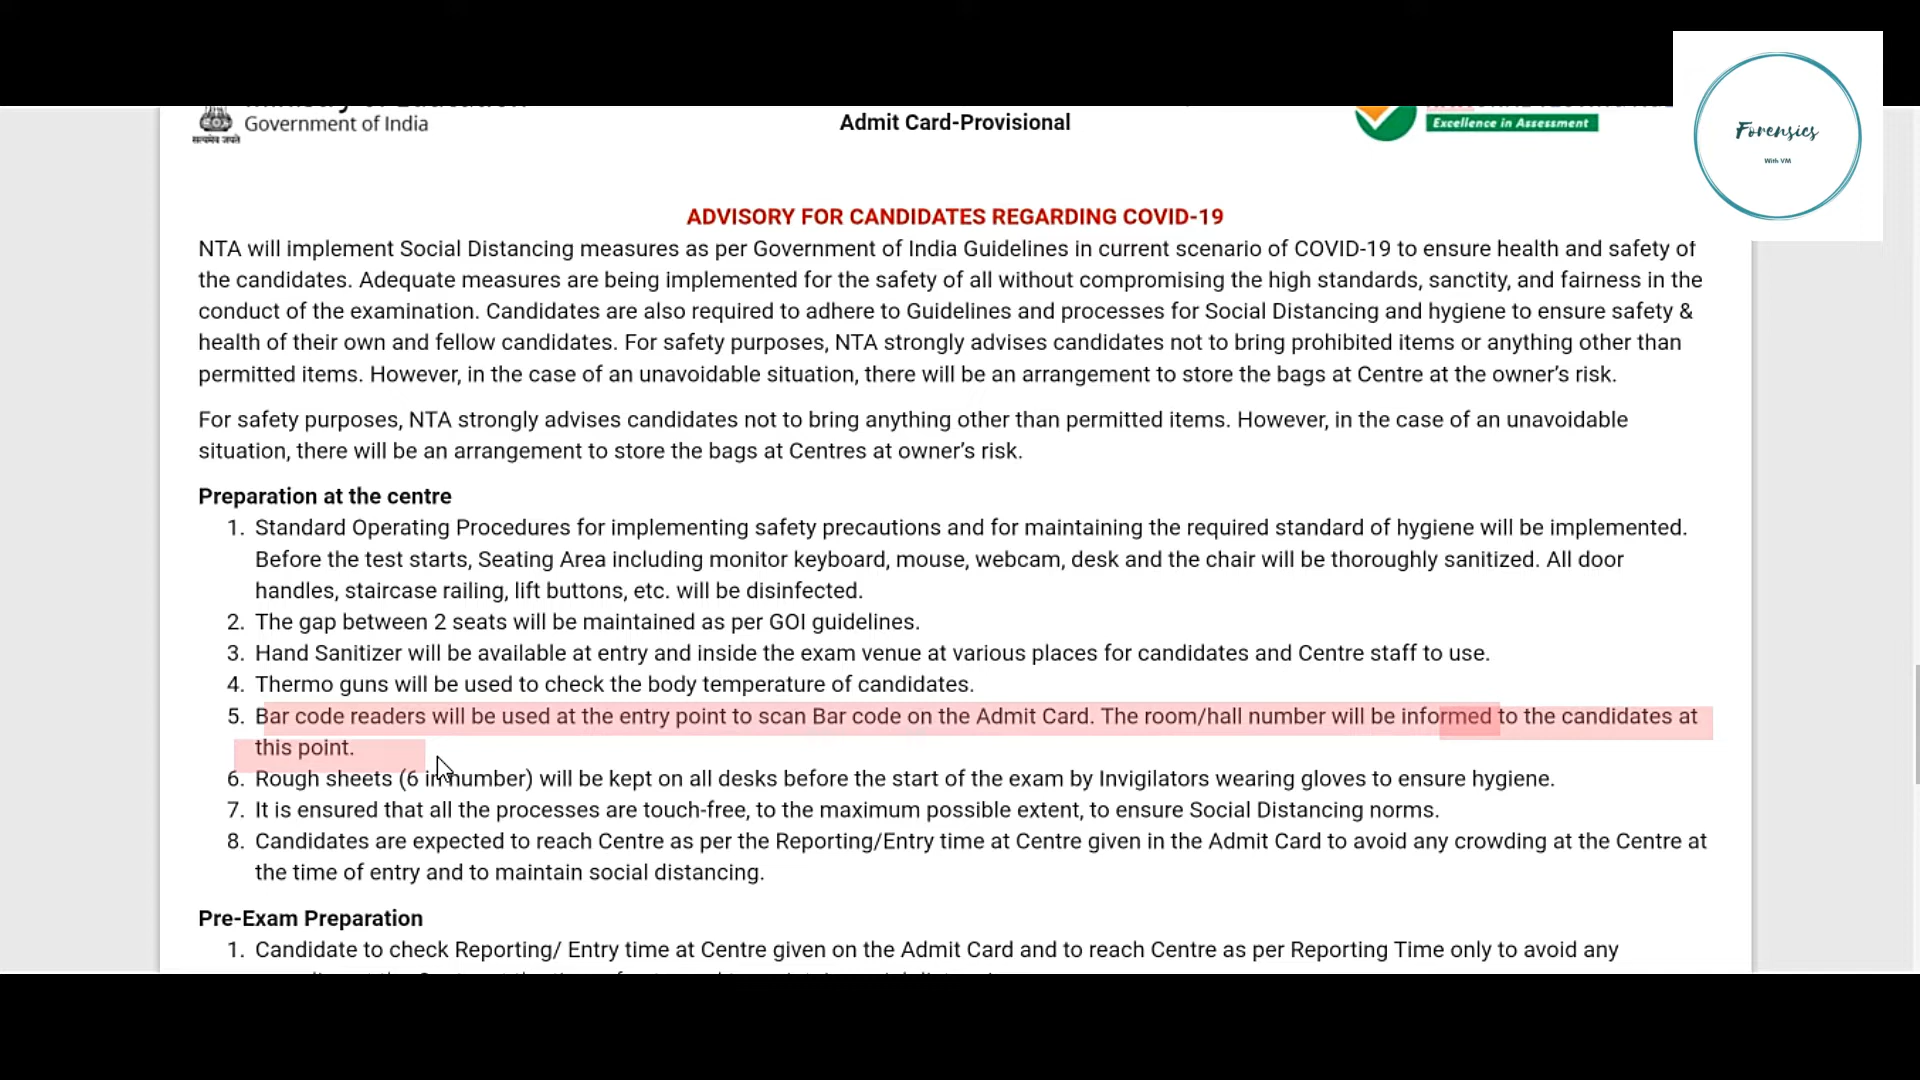 सत्यमेव जयते
Government of India
Admit Card-Provisional
Excellence in Assessment
Forensics
With VM
ADVISORY FOR CANDIDATES REGARDING COVID-19
NTA will implement Social Distancing measures as per Government of India Guidelines in current scenario of COVID-19 to ensure health and safety of
the candidates. Adequate measures are being implemented for the safety of all without compromising the high standards, sanctity, and fairness in the
conduct of the examination. Candidates are also required to adhere to Guidelines and processes for Social Distancing and hygiene to ensure safety &
health of their own and fellow candidates. For safety purposes, NTA strongly advises candidates not to bring prohibited items or anything other than
permitted items. However, in the case of an unavoidable situation, there will be an arrangement to store the bags at Centre at the owner’s risk.
For safety purposes, NTA strongly advises candidates not to bring anything other than permitted items. However, in the case of an unavoidable
situation, there will be an arrangement to store the bags at Centres at owner’s risk.
Preparation at the centre
1. Standard Operating Procedures for implementing safety precautions and for maintaining the required standard of hygiene will be implemented.
Before the test starts, Seating Area including monitor keyboard, mouse, webcam, desk and the chair will be thoroughly sanitized. All door
handles, staircase railing, lift buttons, etc. will be disinfected.
2. The gap between 2 seats will be maintained as per GOI guidelines.
3. Hand Sanitizer will be available at entry and inside the exam venue at various places for candidates and Centre staff to use.
4. Thermo guns will be used to check the body temperature of candidates.
5. Bar code readers will be used at the entry point to scan Bar code on the Admit Card. The room/hall number will be informed to the candidates at
this point.
6. Rough sheets (6 in number) will be kept on all desks before the start of the exam by Invigilators wearing gloves to ensure hygiene.
7. It is ensured that all the processes are touch-free, to the maximum possible extent, to ensure Social Distancing norms.
8. Candidates are expected to reach Centre as per the Reporting/Entry time at Centre given in the Admit Card to avoid any crowding at the Centre at
the time of entry and to maintain social distancing.
Pre-Exam Preparation
1. Candidate to check Reporting/ Entry time at Centre given on the Admit Card and to reach Centre as per Reporting Time only to avoid any